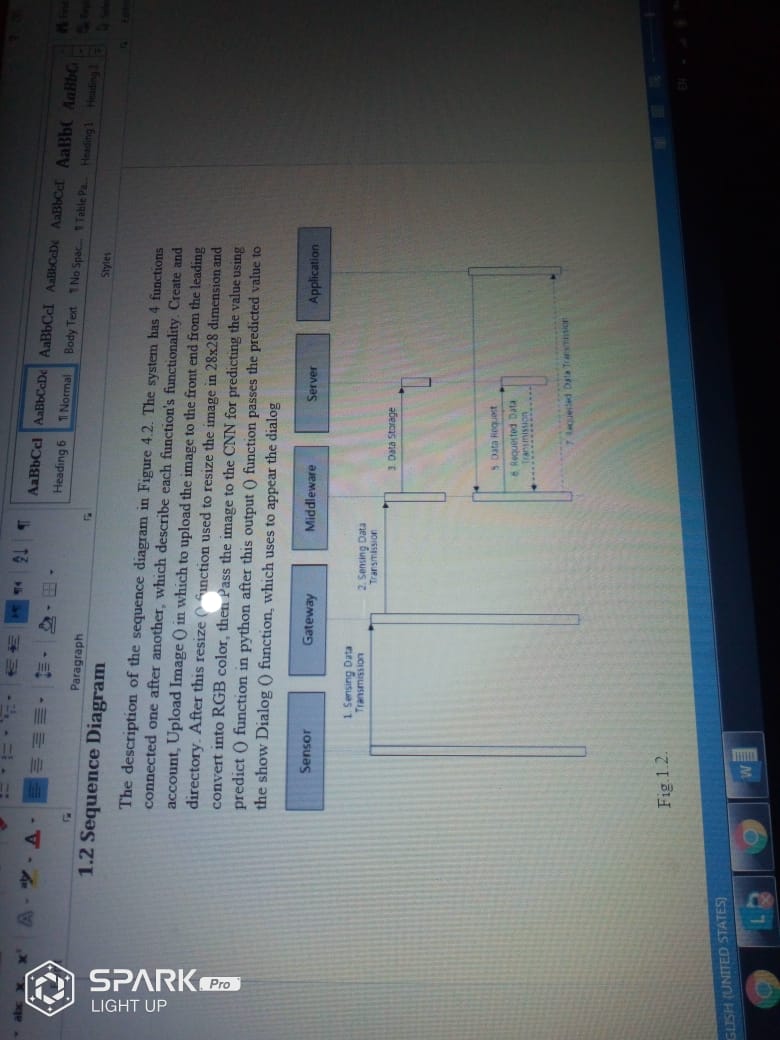 abc x x²
A
aby
A
¶
Paragraph
AaBbCcI
Heading 6
AaBbCcDc
¶ Normal
AaBbCcI
Body Text
AaBbCcDc
¶ No Spac...
AaBbCcI
¶ Table Pa...
AaBb(
Heading 1
AaBbC
Heading 2
Styles
1.2 Sequence Diagram
The description of the sequence diagram in Figure 4.2. The system has 4 functions
connected one after another, which describe each function's functionality. Create and
account, Upload Image () in which to upload the image to the front end from the leading
directory. After this resize () function used to resize the image in 28x28 dimension and
convert into RGB color, then Pass the image to the CNN for predicting the value using
predict () function in python after this output () function passes the predicted value to
the show Dialog () function, which uses to appear the dialog
Sensor
Gateway
Middleware
Server
Application
1. Sensing Data
Transmission
2. Sensing Data
Transmission
3. Data Storage
5. Data Request
6. Requested Data
Transmission
7. Requested Data Transmission
Fig.1.2.
GLISH (UNITED STATES)
EN
SPARK Pro
LIGHT UP